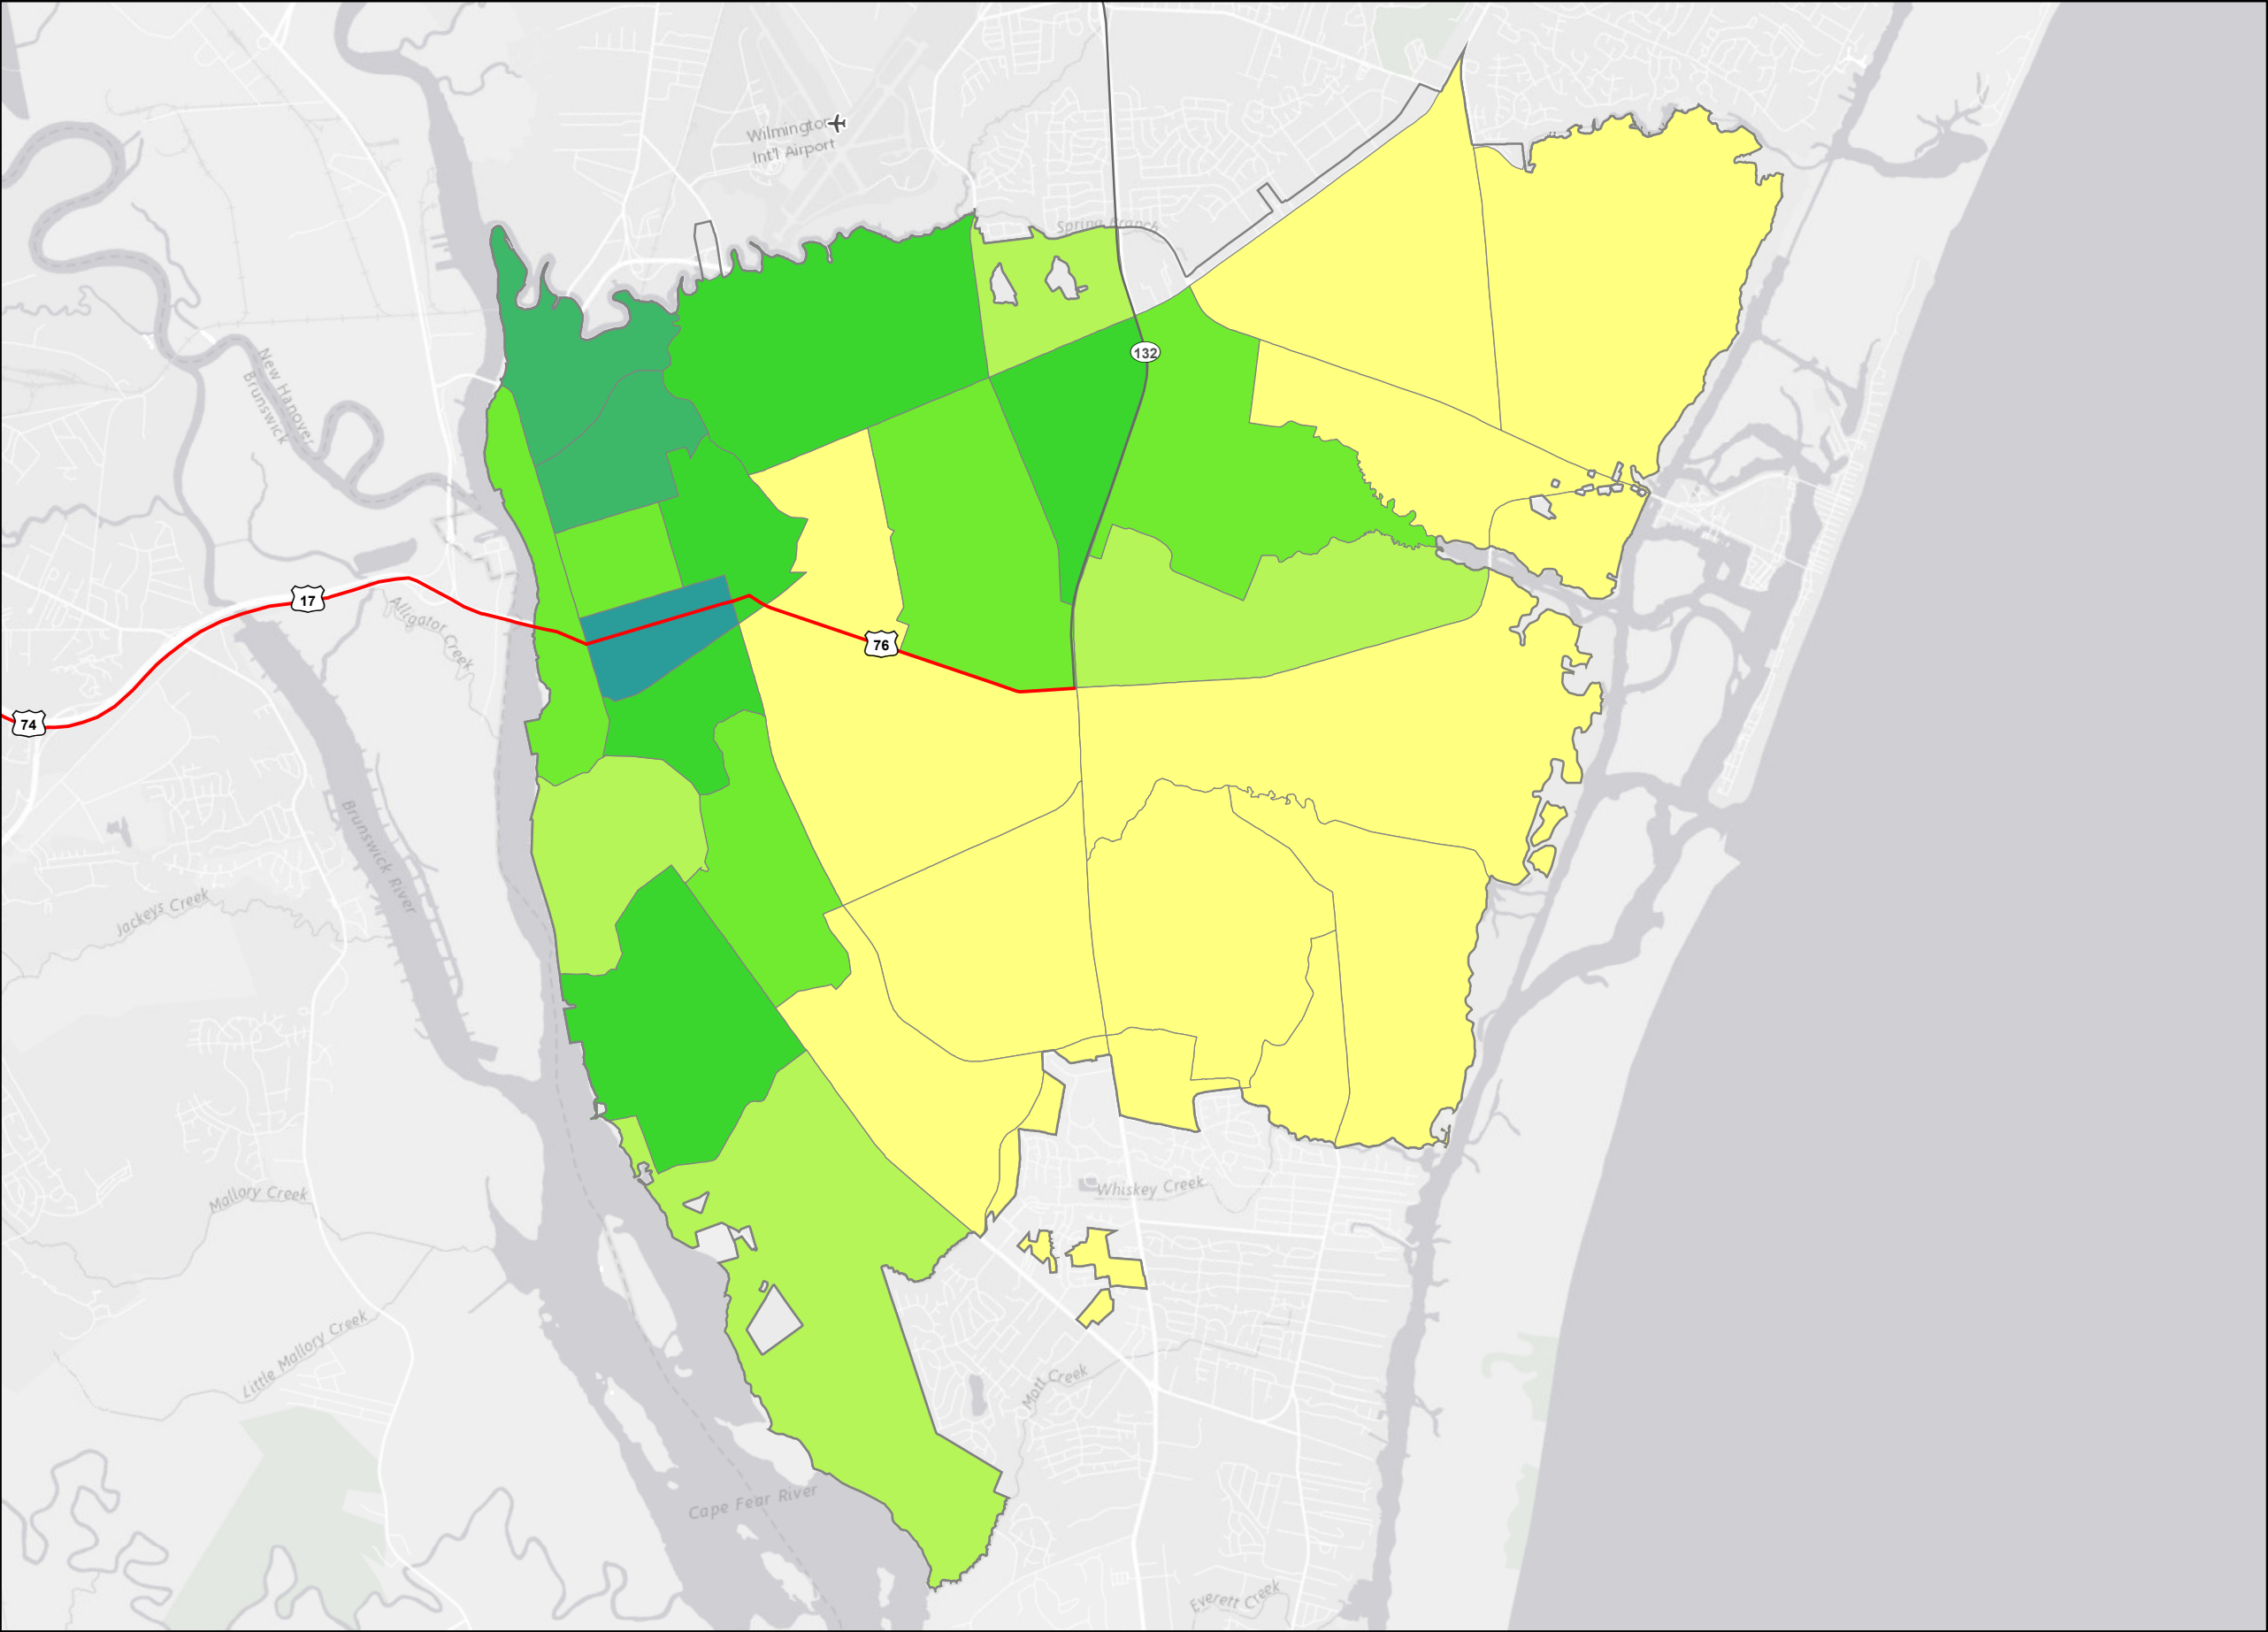 Wilmington
Int'l Airport
Spring Branch
132
New Hanover
Brunswick
17
Alligator Creek
76
74
Brunswick River
Jackeys Creek
Mallory Creek
Whiskey Creek
Little Mallory Creek
Mott Creek
Cape Fear River
Everett Creek